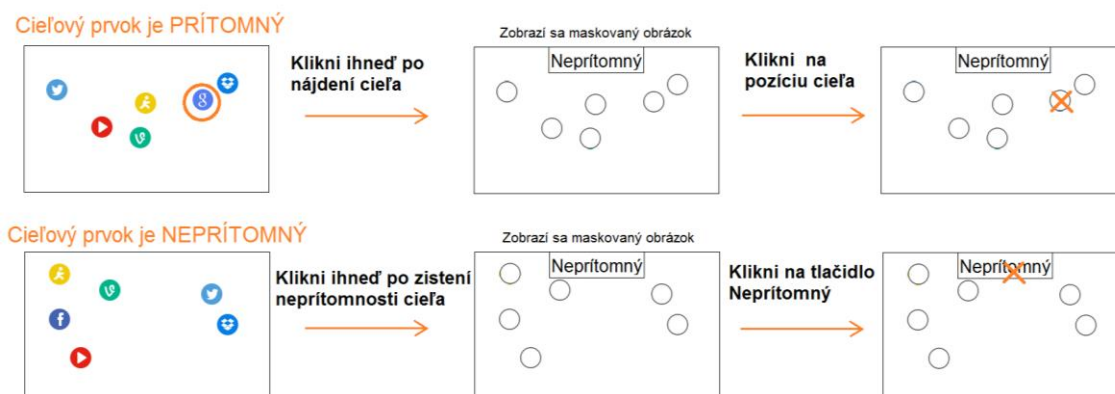 Cieľový prvok je PRÍTOMNÝ
Klikni ihneď po
nájdení cieľa
Zobrazí sa maskovaný obrázok
Neprítomný
Klikni na
pozíciu cieľa
Neprítomný
Cieľový prvok je NEPRÍTOMNÝ
Klikni ihneď po zistení
neprítomnosti cieľa
Zobrazí sa maskovaný obrázok
Neprítomný
Klikni na tlačidlo
Neprítomný
Neprítomný